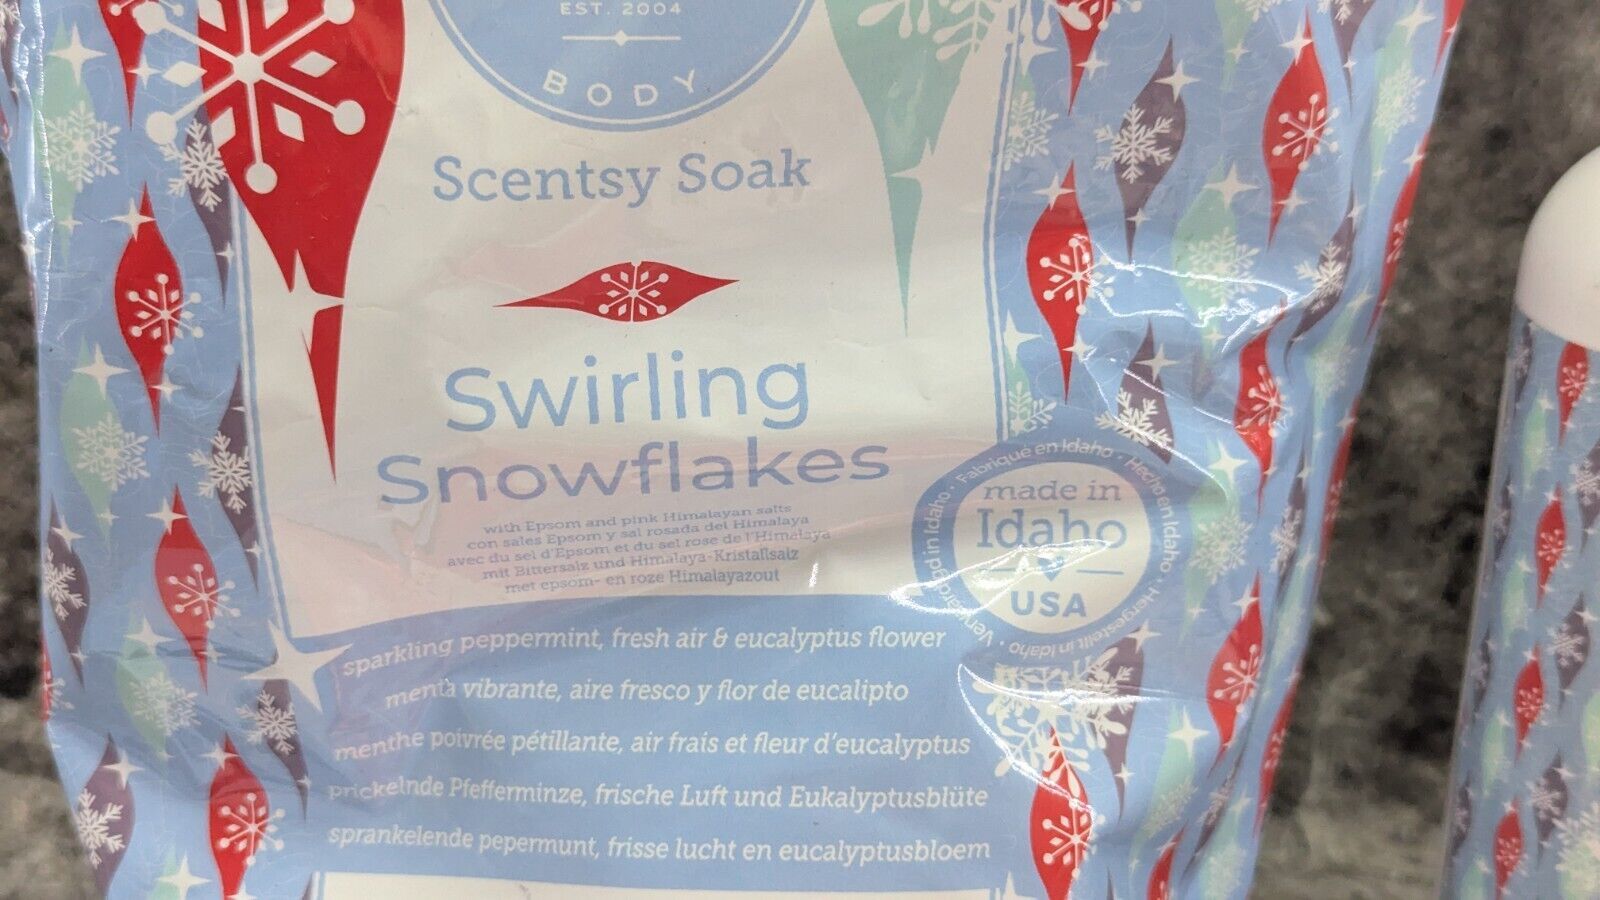 EST. 2004
BODY
Scentsy Soak
Swirling
Snowflakes
with Epsom and pink Himalayan salts
con sales Epsom y sal rosada del Himalaya
avec du sel d'Epsom et du sel rose de l'Himalaya
mit Bittersalz und Himalaya-Kristallsalz
met epsom- en roze Himalayazout
made in
Idaho
USA
Fabriqué en Idaho · Hecho en Idaho · Hergestellt in Idaho · Vervaardigd in Idaho ·
sparkling peppermint, fresh air & eucalyptus flower
menta vibrante, aire fresco y flor de eucalipto
menthe poivrée pétillante, air frais et fleur d'eucalyptus
prickelnde Pfefferminze, frische Luft und Eukalyptusblüte
sprankelende pepermunt, frisse lucht en eucalyptusbloem